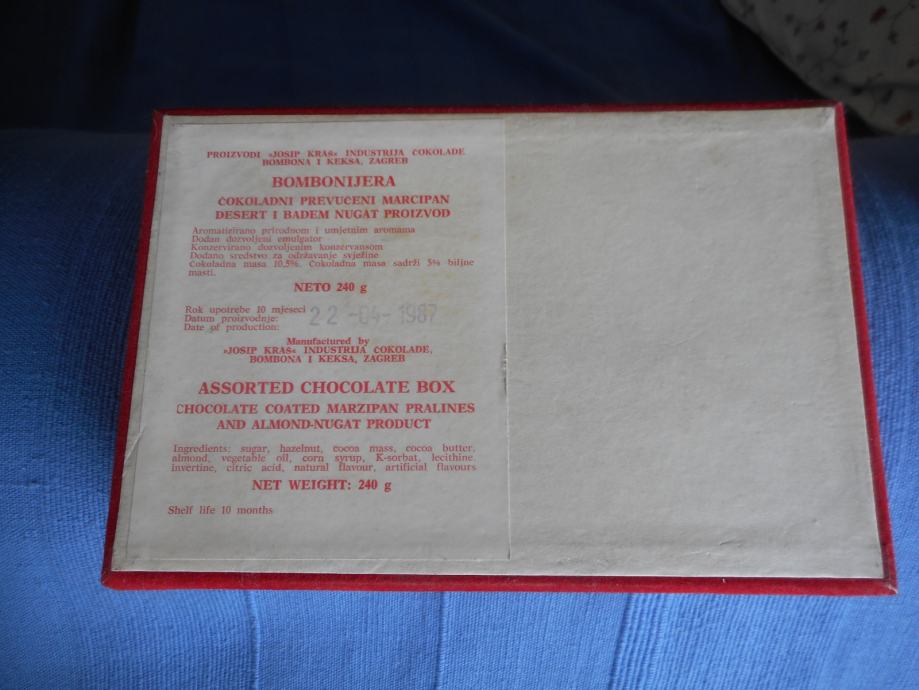 PROIZVODI »JOSIP KRAŠ« INDUSTRIJA ČOKOLADE
BOMBONA I KEKSA, ZAGREB
BOMBONIJERA
ČOKOLADNI PREVUČENI MARCIPAN
DESERT I BADEM NUGAT PROIZVOD
Aromatizirano prirodnom i umjetnim aromama
Dodan dozvoljeni emulgator
Konzervirano dozvoljenim konzervansom
Dodano sredstvo za održavanje svježine
Čokoladna masa 10,5%. Čokoladna masa sadrži 5% biljne
masti.
NETO 240 g
Rok upotrebe 10 mjeseci
Datum proizvodnje: 22-04-1987
Date of production:
Manufactured by
»JOSIP KRAŠ« INDUSTRIJA ČOKOLADE,
BOMBONA I KEKSA, ZAGREB
ASSORTED CHOCOLATE BOX
CHOCOLATE COATED MARZIPAN PRALINES
AND ALMOND-NUGAT PRODUCT
Ingredients: sugar, hazelnut, cocoa mass, cocoa butter,
almond, vegetable oil, corn syrup, K-sorbat, lecithine,
invertine, citric acid, natural flavour, artificial flavours
NET WEIGHT: 240 g
Shelf life 10 months